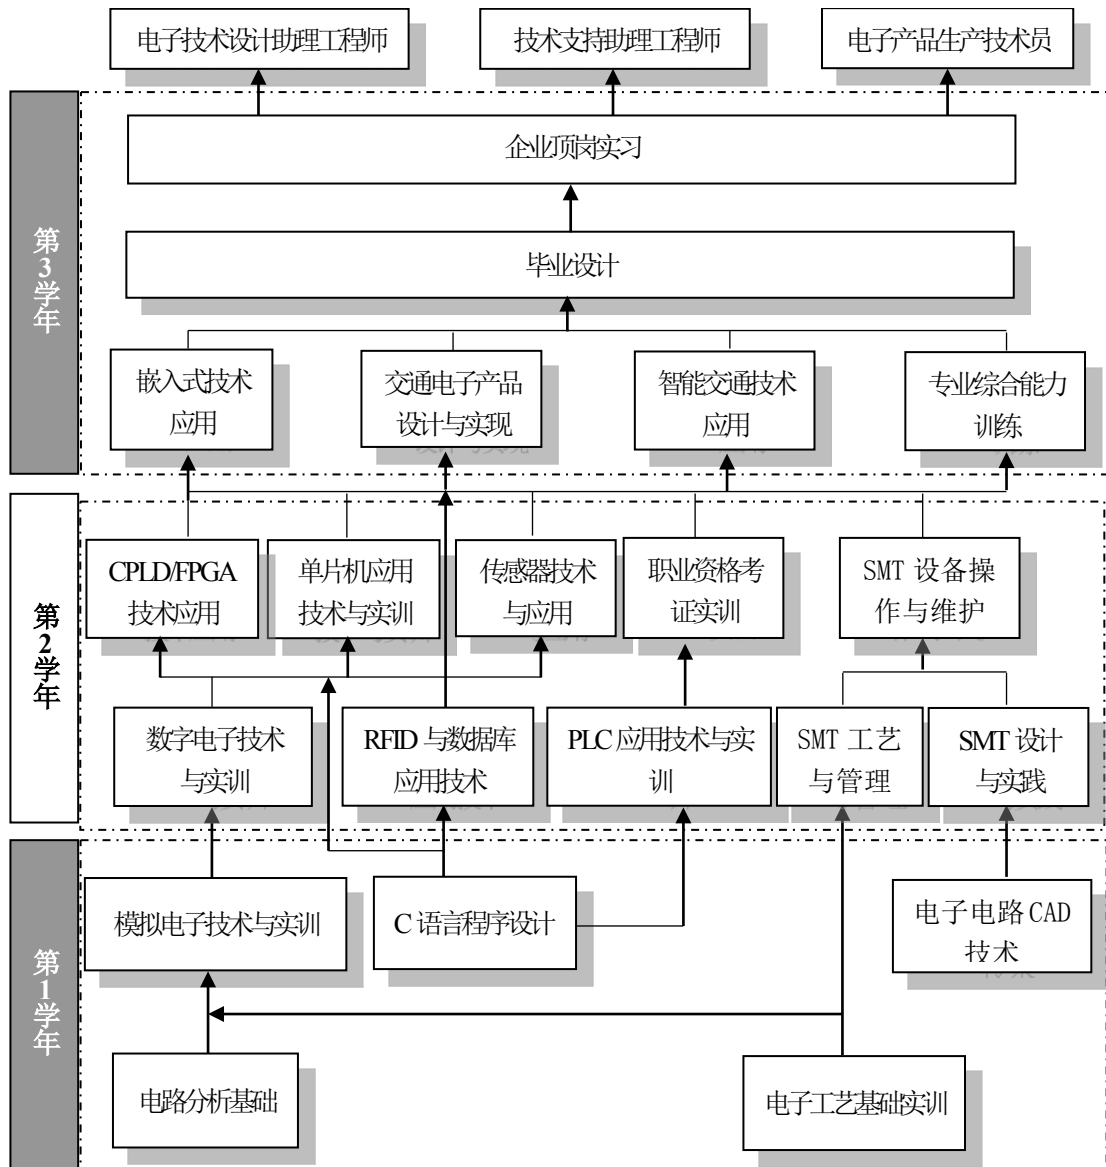 电子技术设计助理工程师
技术支持助理工程师
电子产品生产技术员
第3学年
企业顶岗实习
毕业设计
嵌入式技术
应用
交通电子产品
设计与实现
智能交通技术
应用
专业综合能力
训练
第2学年
CPLD/FPGA
技术应用
单片机应用
技术与实训
传感器技术
与应用
职业资格考
证实训
SMT 设备操
作与维护
数字电子技术
与实训
RFID 与数据库
应用技术
PLC 应用技术与实
训
SMT 工艺
与管理
SMT 设计
与实践
第1学年
模拟电子技术与实训
C 语言程序设计
电子电路 CAD
技术
电路分析基础
电子工艺基础实训